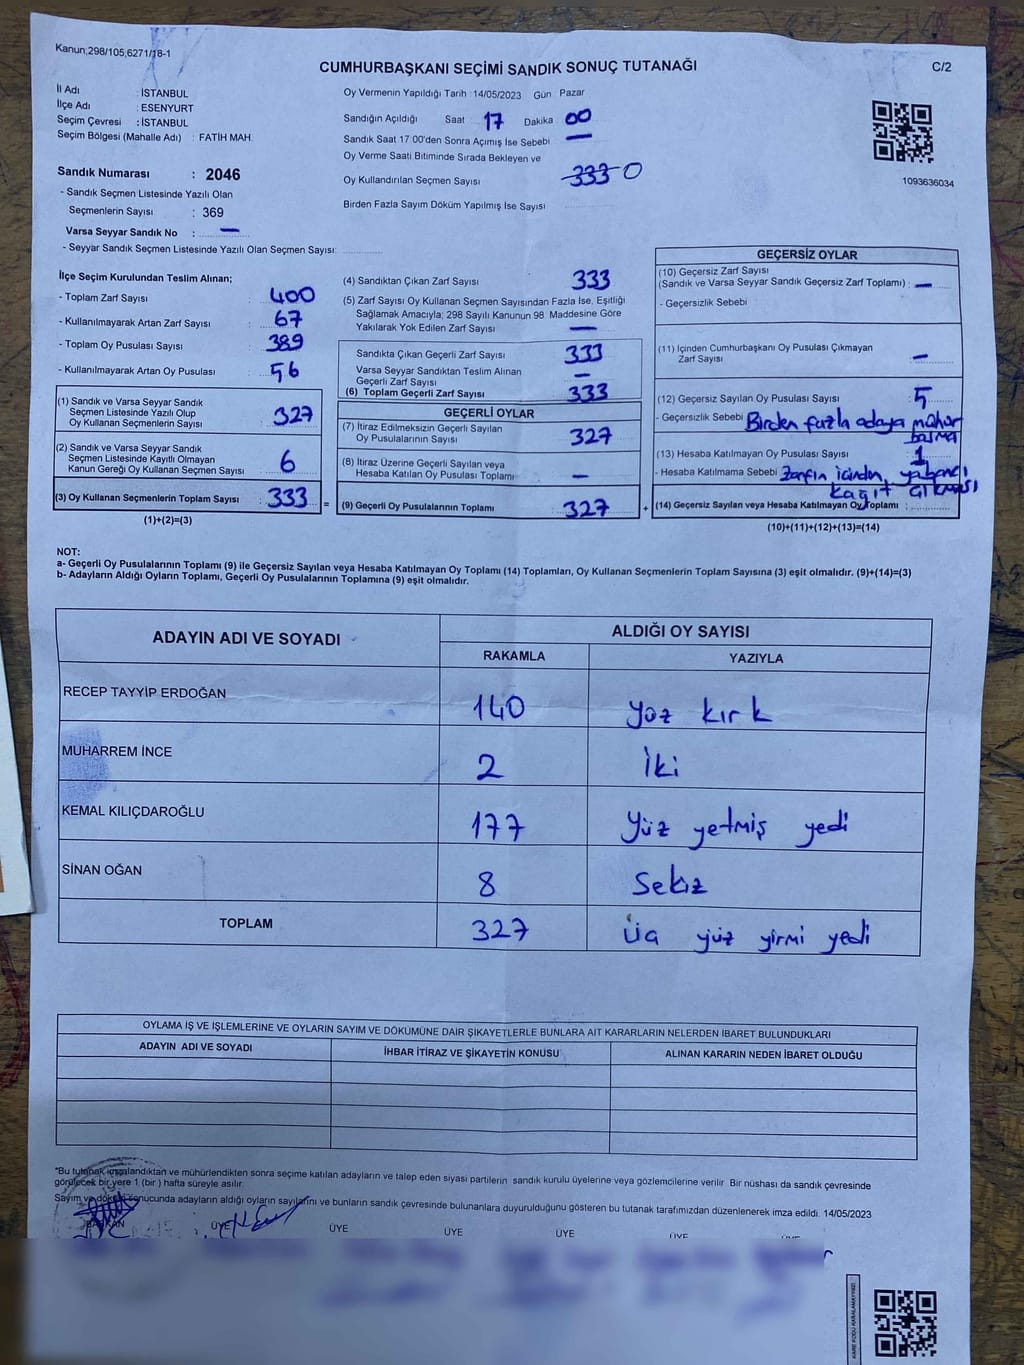 Kanun;298/105;6271/18-1
CUMHURBAŞKANI SEÇİMİ SANDIK SONUÇ TUTANAĞI
C/2
İl Adı : İSTANBUL
İlçe Adı : ESENYURT
Seçim Çevresi : İSTANBUL
Seçim Bölgesi (Mahalle Adı) : FATİH MAH.
Oy Vermenin Yapıldığı Tarih : 14/05/2023 Gün : Pazar
Sandığın Açıldığı Saat 17 Dakika : 00
Sandık Saat 17:00'den Sonra Açımış İse Sebebi —
Oy Verme Saati Bitiminde Sırada Bekleyen ve
Oy Kullandırılan Seçmen Sayısı 333 0
Birden Fazla Sayım Döküm Yapılmış İse Sayısı
1093636034
Sandık Numarası : 2046
- Sandık Seçmen Listesinde Yazılı Olan
Seçmenlerin Sayısı : 369
Varsa Seyyar Sandık No : —
- Seyyar Sandık Seçmen Listesinde Yazılı Olan Seçmen Sayısı:
İlçe Seçim Kurulundan Teslim Alınan;
- Toplam Zarf Sayısı : 400
- Kullanılmayarak Artan Zarf Sayısı : 67
- Toplam Oy Pusulası Sayısı : 389
- Kullanılmayarak Artan Oy Pusulası : 56
(1) Sandık ve Varsa Seyyar Sandık
Seçmen Listesinde Yazılı Olup
Oy Kullanan Seçmenlerin Sayısı : 327
(2) Sandık ve Varsa Seyyar Sandık
Seçmen Listesinde Kayıtlı Olmayan
Kanun Gereği Oy Kullanan Seçmen Sayısı : 6
(3) Oy Kullanan Seçmenlerin Toplam Sayısı : 333 =
(1)+(2)=(3)
(4) Sandıktan Çıkan Zarf Sayısı 333
(5) Zarf Sayısı Oy Kullanan Seçmen Sayısından Fazla İse, Eşitliği
Sağlamak Amacıyla; 298 Sayılı Kanunun 98. Maddesine Göre
Yakılarak Yok Edilen Zarf Sayısı —
Sandıkta Çıkan Geçerli Zarf Sayısı 333
Varsa Seyyar Sandıktan Teslim Alınan
Geçerli Zarf Sayısı —
(6) Toplam Geçerli Zarf Sayısı 333
GEÇERLİ OYLAR
(7) İtiraz Edilmeksizin Geçerli Sayılan
Oy Pusulalarının Sayısı : 327
(8) İtiraz Üzerine Geçerli Sayılan veya
Hesaba Katılan Oy Pusulası Toplamı : —
(9) Geçerli Oy Pusulalarının Toplamı : 327 +
GEÇERSİZ OYLAR
(10) Geçersiz Zarf Sayısı
(Sandık ve Varsa Seyyar Sandık Geçersiz Zarf Toplamı) : —
- Geçersizlik Sebebi
(11) İçinden Cumhurbaşkanı Oy Pusulası Çıkmayan
Zarf Sayısı —
(12) Geçersiz Sayılan Oy Pusulası Sayısı : 5
- Geçersizlik Sebebi Birden fazla adaya mühür
basma
(13) Hesaba Katılmayan Oy Pusulası Sayısı : 1
- Hesaba Katılmama Sebebi zarfın içinden yabancı
kağıt çıkması
(14) Geçersiz Sayılan veya Hesaba Katılmayan Oy Toplamı :
(10)+(11)+(12)+(13)=(14)
NOT:
a- Geçerli Oy Pusulalarının Toplamı (9) ile Geçersiz Sayılan veya Hesaba Katılmayan Oy Toplamı (14) Toplamları, Oy Kullanan Seçmenlerin Toplam Sayısına (3) eşit olmalıdır. (9)+(14)=(3)
b- Adayların Aldığı Oyların Toplamı, Geçerli Oy Pusulalarının Toplamına (9) eşit olmalıdır.
ADAYIN ADI VE SOYADI
ALDIĞI OY SAYISI
RAKAMLA YAZIYLA
RECEP TAYYİP ERDOĞAN 140 yüz kırk
MUHARREM İNCE 2 İki
KEMAL KILIÇDAROĞLU 177 yüz yetmiş yedi
SİNAN OĞAN 8 Sekiz
TOPLAM 327 üç yüz yirmi yedi
OYLAMA İŞ VE İŞLEMLERİNE VE OYLARIN SAYIM VE DÖKÜMÜNE DAİR ŞİKAYETLERLE BUNLARA AİT KARARLARIN NELERDEN İBARET BULUNDUKLARI
ADAYIN ADI VE SOYADI İHBAR İTİRAZ VE ŞİKAYETİN KONUSU ALINAN KARARIN NEDEN İBARET OLDUĞU
*Bu tutanak imzalandıktan ve mühürlendikten sonra seçime katılan adayların ve talep eden siyasi partilerin sandık kurulu üyelerine veya gözlemcilerine verilir. Bir nüshası da sandık çevresinde
görülecek bir yere 1 (bir) hafta süreyle asılır.
Sayım ve döküm sonucunda adayların aldığı oyların sayılarını ve bunların sandık çevresinde bulunanlara duyurulduğunu gösteren bu tutanak tarafımızdan düzenlenerek imza edildi. 14/05/2023
BAŞKAN ÜYE ÜYE ÜYE ÜYE ÜYE